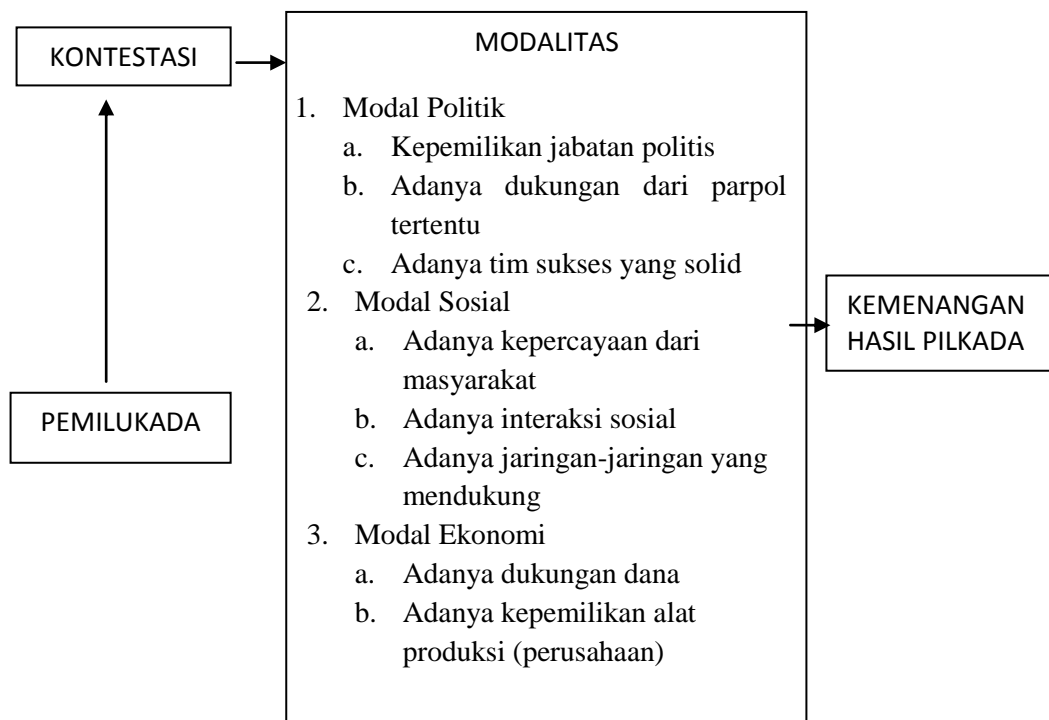 KONTESTASI
PEMILUKADA
MODALITAS
1. Modal Politik
a. Kepemilikan jabatan politis
b. Adanya dukungan dari parpol
tertentu
c. Adanya tim sukses yang solid
2. Modal Sosial
a. Adanya kepercayaan dari
masyarakat
b. Adanya interaksi sosial
c. Adanya jaringan-jaringan yang
mendukung
3. Modal Ekonomi
a. Adanya dukungan dana
b. Adanya kepemilikan alat
produksi (perusahaan)
KEMENANGAN
HASIL PILKADA